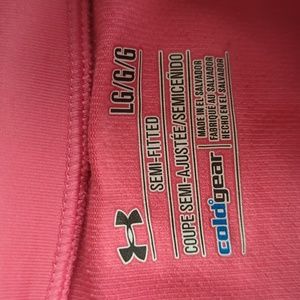 LG/G/G
SEMI-FITTED
COUPE SEMI-AJUSTÉE/SEMICEÑIDO
MADE IN EL SALVADOR
FABRIQUÉ AU SALVADOR
HECHO EN EL SALVADOR
coldgear